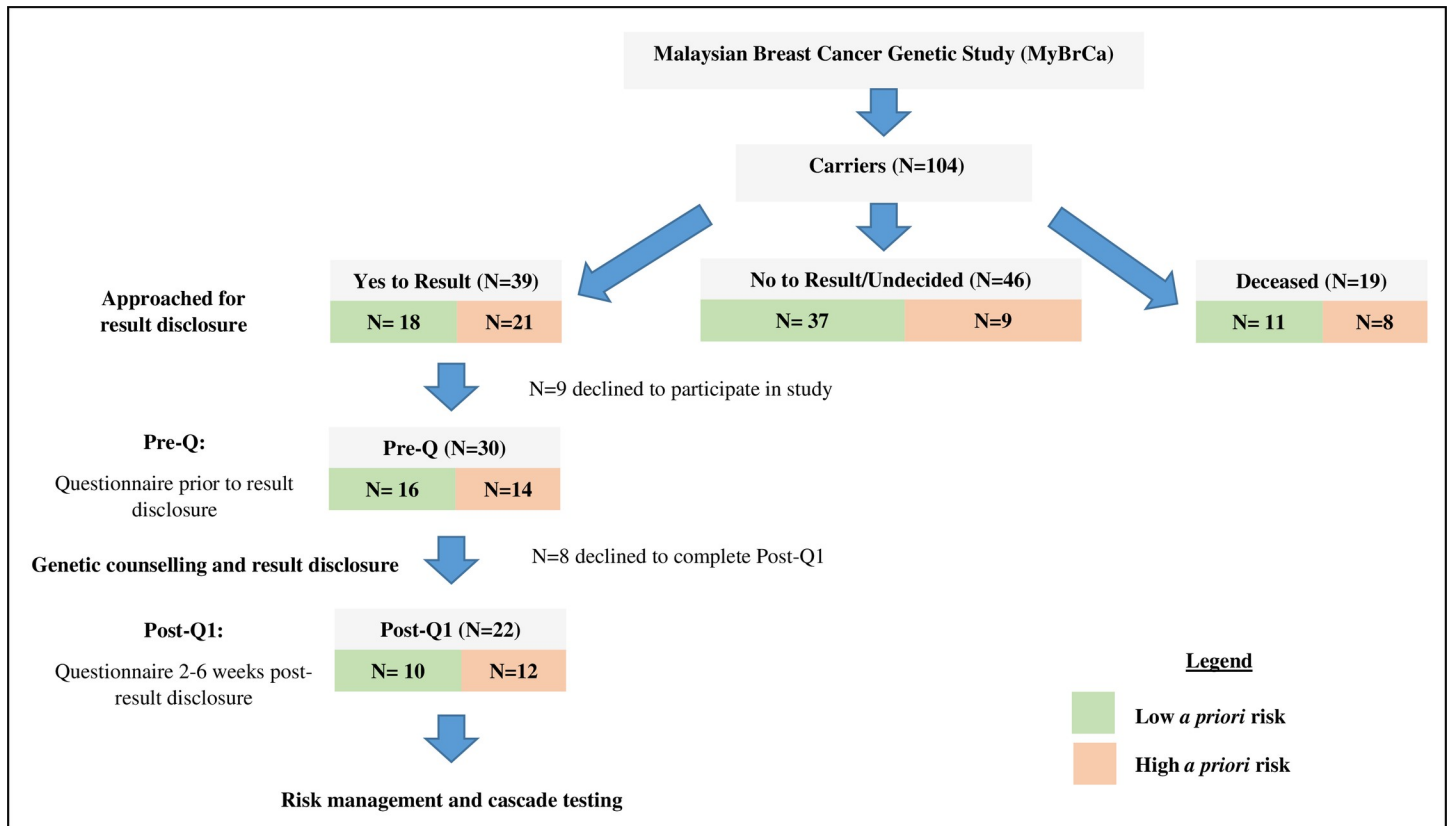 Malaysian Breast Cancer Genetic Study (MyBrCa)
Carriers (N=104)
Approached for
result disclosure
Yes to Result (N=39)
N= 18
N=21
No to Result/Undecided (N=46)
N= 37
N=9
Deceased (N=19)
N= 11
N=8
N=9 declined to participate in study
Pre-Q:
Questionnaire prior to result
disclosure
Pre-Q (N=30)
N= 16
N=14
Genetic counselling and result disclosure
N=8 declined to complete Post-Q1
Post-Q1:
Questionnaire 2-6 weeks post-
result disclosure
Post-Q1 (N=22)
N= 10
N=12
Risk management and cascade testing
Legend
Low a priori risk
High a priori risk